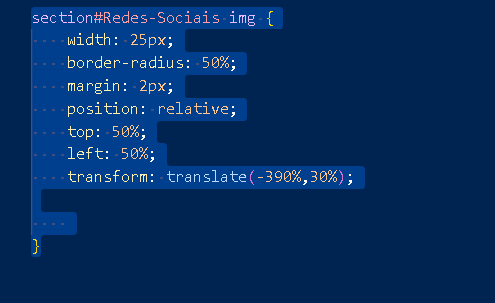 section#Redes-Sociais img {
    width: 25px;
    border-radius: 50%;
    margin: 2px;
    position: relative;
    top: 50%;
    left: 50%;
    transform: translate(-390%,30%);
}